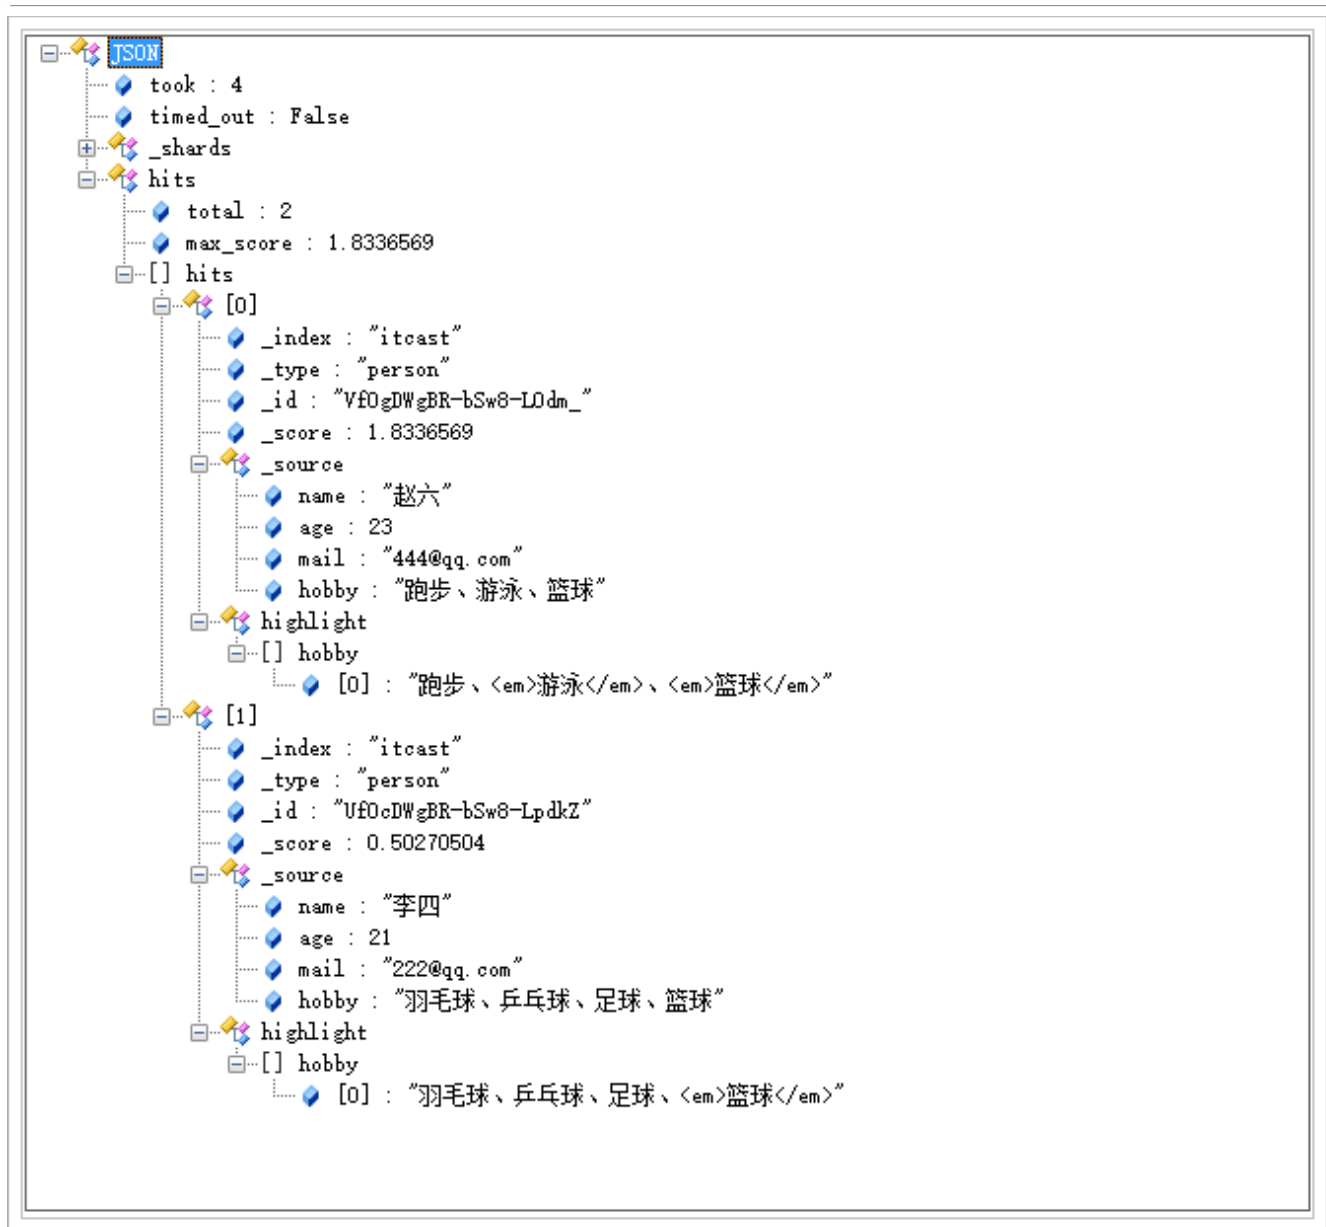 JSON
took : 4
timed_out : False
_shards
hits
total : 2
max_score : 1.8336569
[] hits
[0]
_index : "itcast"
_type : "person"
_id : "VfOgDWgBR-bSw8-LOdm_"
_score : 1.8336569
_source
name : "赵六"
age : 23
mail : "444@qq.com"
hobby : "跑步、游泳、篮球"
highlight
[] hobby
[0] : "跑步、<em>游泳</em>、<em>篮球</em>"
[1]
_index : "itcast"
_type : "person"
_id : "UfOcDWgBR-bSw8-LpdkZ"
_score : 0.50270504
_source
name : "李四"
age : 21
mail : "222@qq.com"
hobby : "羽毛球、乒乓球、足球、篮球"
highlight
[] hobby
[0] : "羽毛球、乒乓球、足球、<em>篮球</em>"